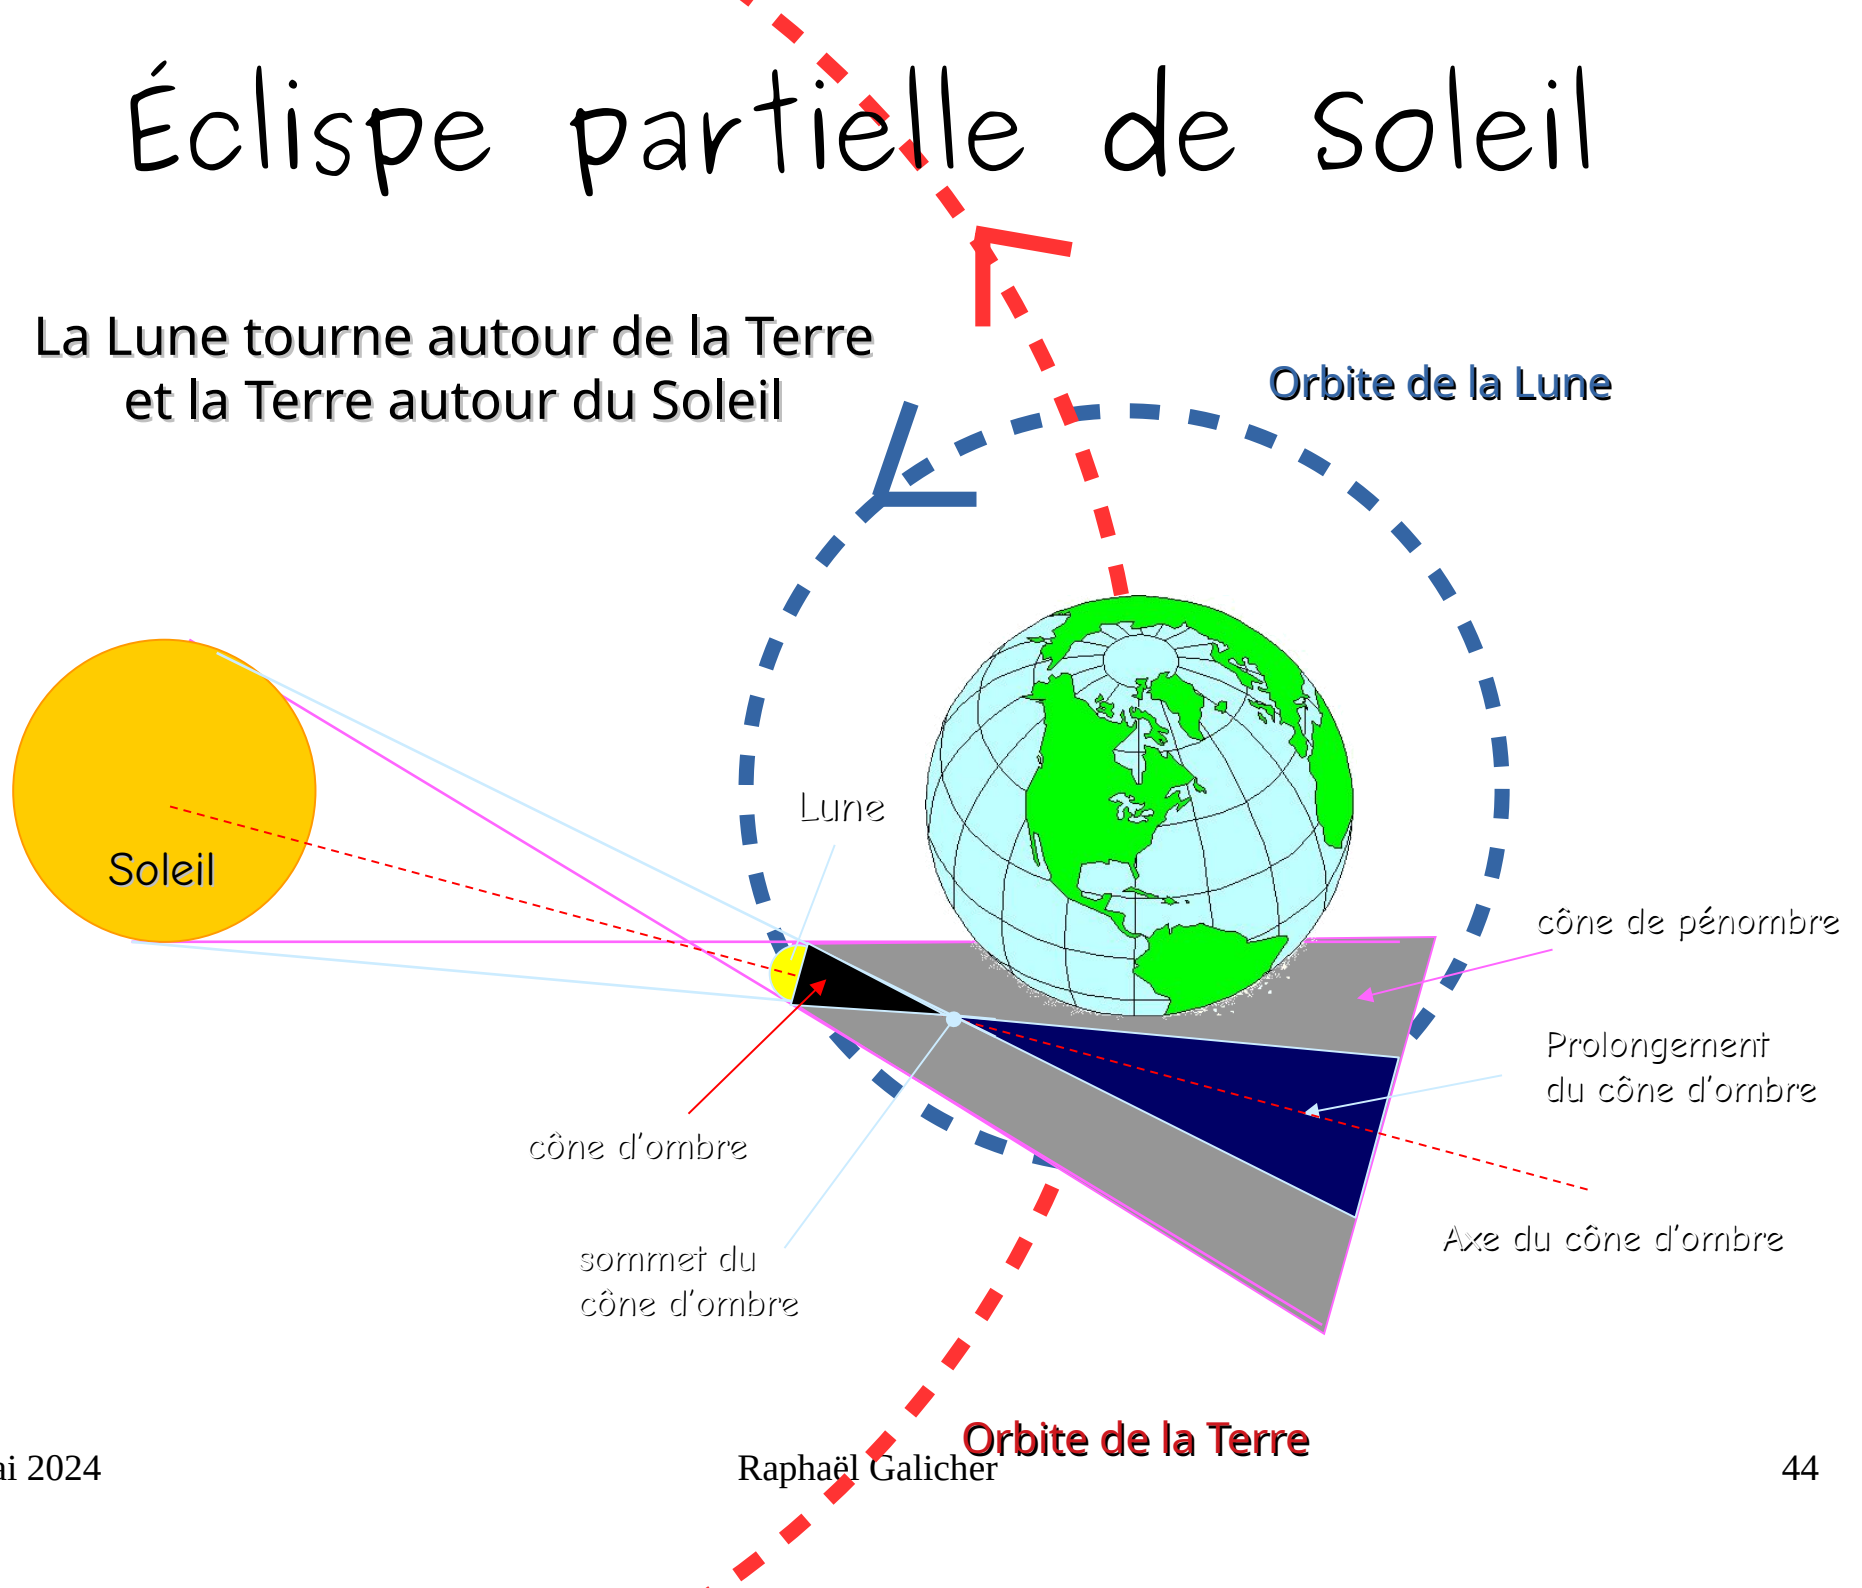 Éclispe partielle de Soleil
La Lune tourne autour de la Terre
et la Terre autour du Soleil
Orbite de la Lune
Lune
Soleil
cône de pénombre
Prolongement
du cône d'ombre
cône d'ombre
Axe du cône d'ombre
sommet du
cône d'ombre
Orbite de la Terre
2024
Raphaël Galicher
44